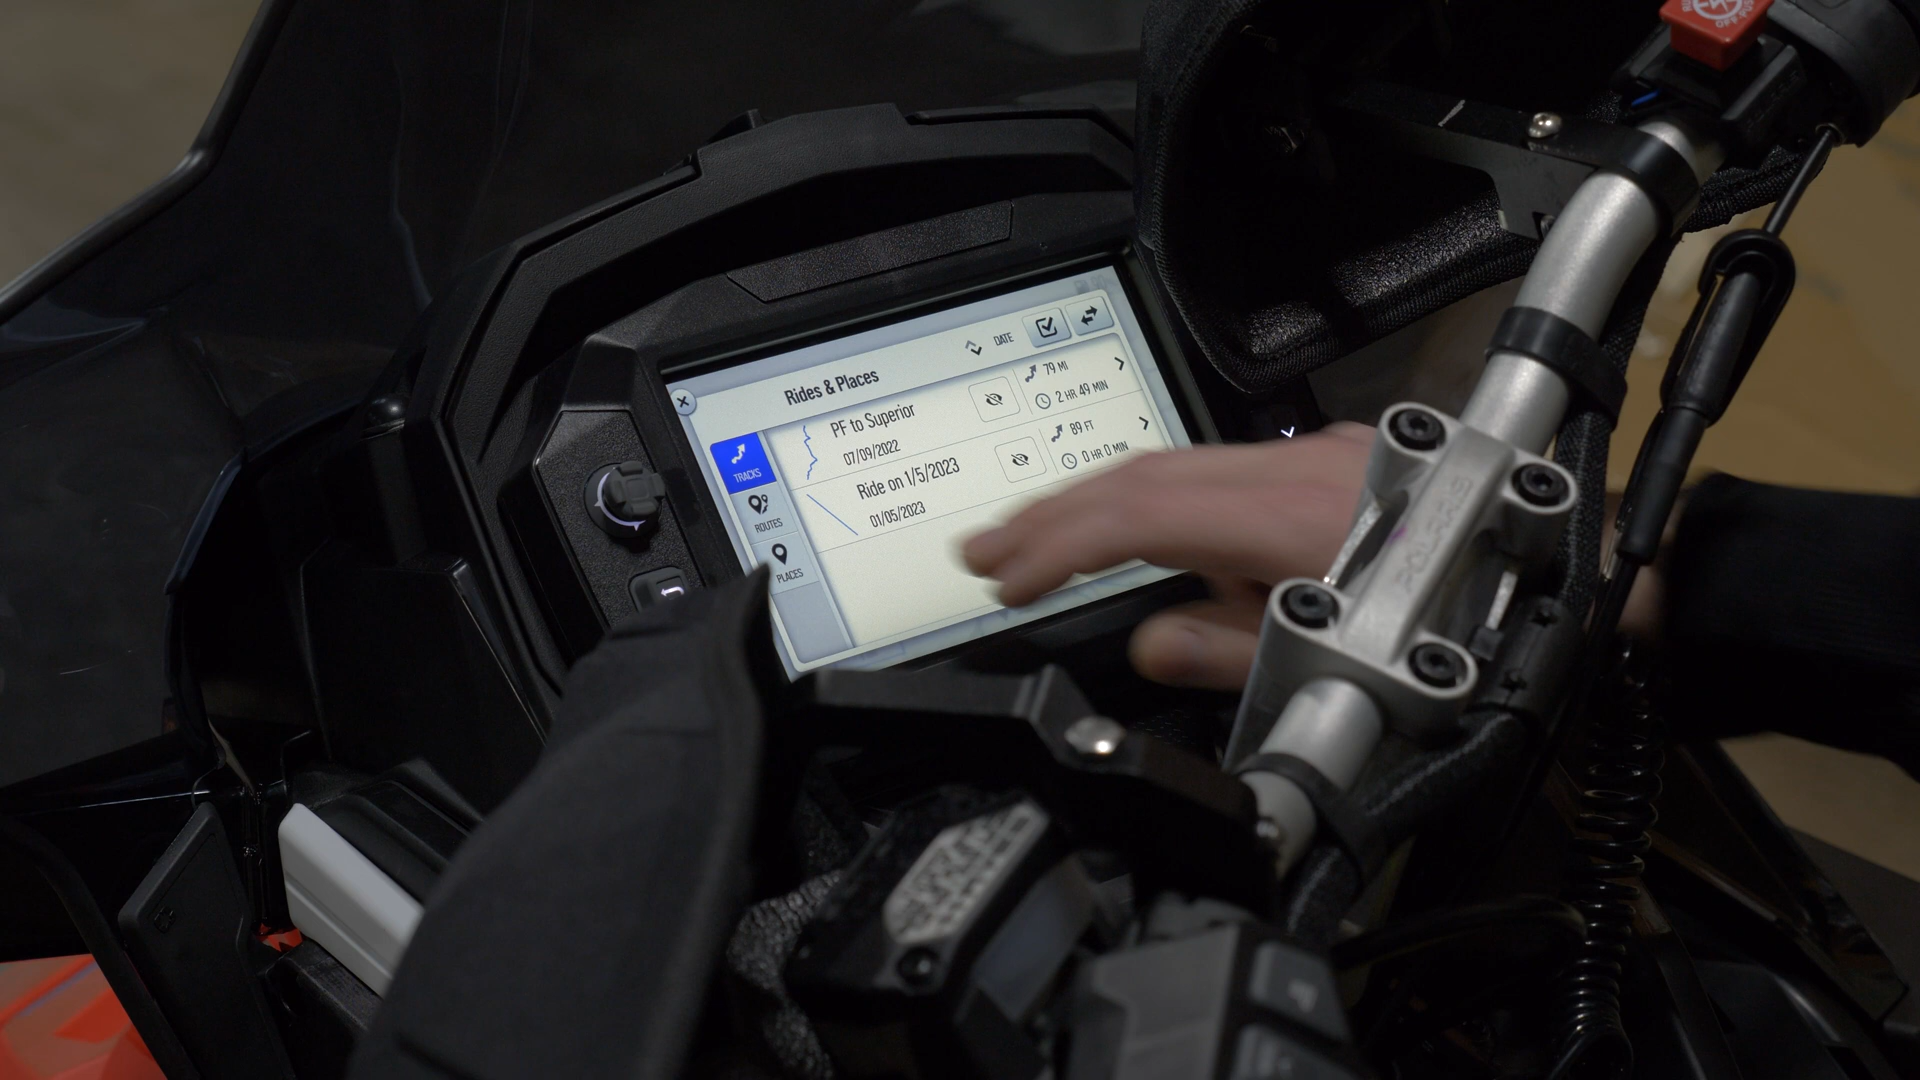 DATE
Rides & Places
PF to Superior
07/09/2022
79 MI
2 HR 49 MIN
Ride on 1/5/2023
01/05/2023
89 FT
0 HR 0 MIN
TRACKS
ROUTES
PLACES
POLARIS